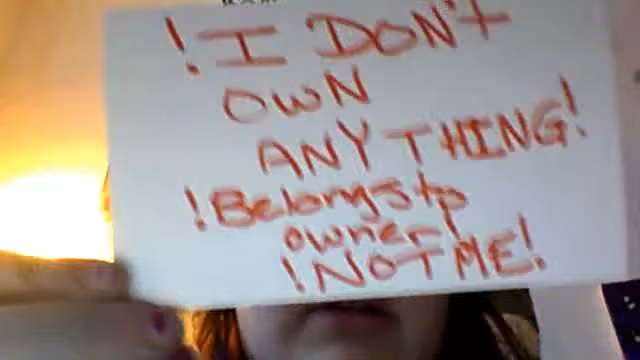 ! I DON'T
OWN
ANYTHING!
! Belongs to
owner!
! NOT ME!